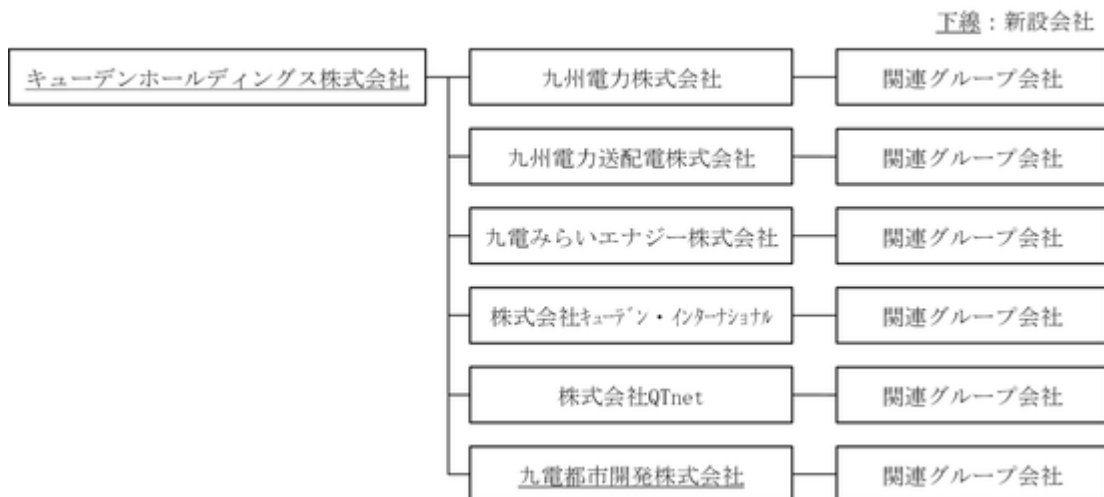 下線：新設会社
キューデンホールディングス株式会社
九州電力株式会社
関連グループ会社
九州電力送配電株式会社
関連グループ会社
九電みらいエナジー株式会社
関連グループ会社
株式会社ｷｭｰﾃﾞﾝ・ｲﾝﾀｰﾅｼｮﾅﾙ
関連グループ会社
株式会社QTnet
関連グループ会社
九電都市開発株式会社
関連グループ会社